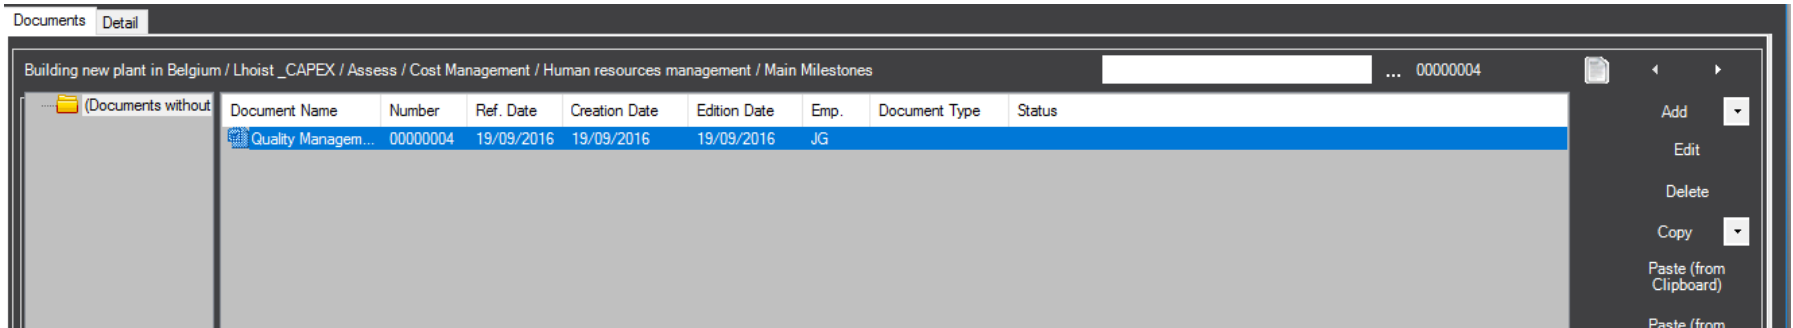 Documents Detail
Building new plant in Belgium / Lhoist _CAPEX / Assess / Cost Management / Human resources management / Main Milestones ... 00000004
(Documents without
Document Name Number Ref. Date Creation Date Edition Date Emp. Document Type Status
Quality Managem... 00000004 19/09/2016 19/09/2016 19/09/2016 JG
Add
Edit
Delete
Copy
Paste (from
Clipboard)
Paste (from